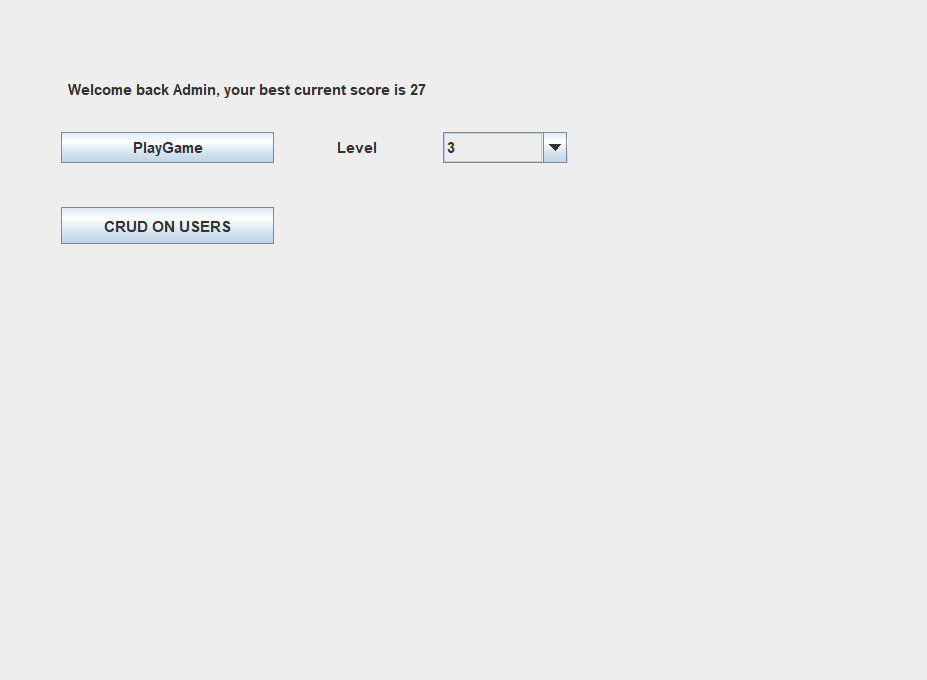 Welcome back Admin, your best current score is 27
PlayGame Level 3
CRUD ON USERS